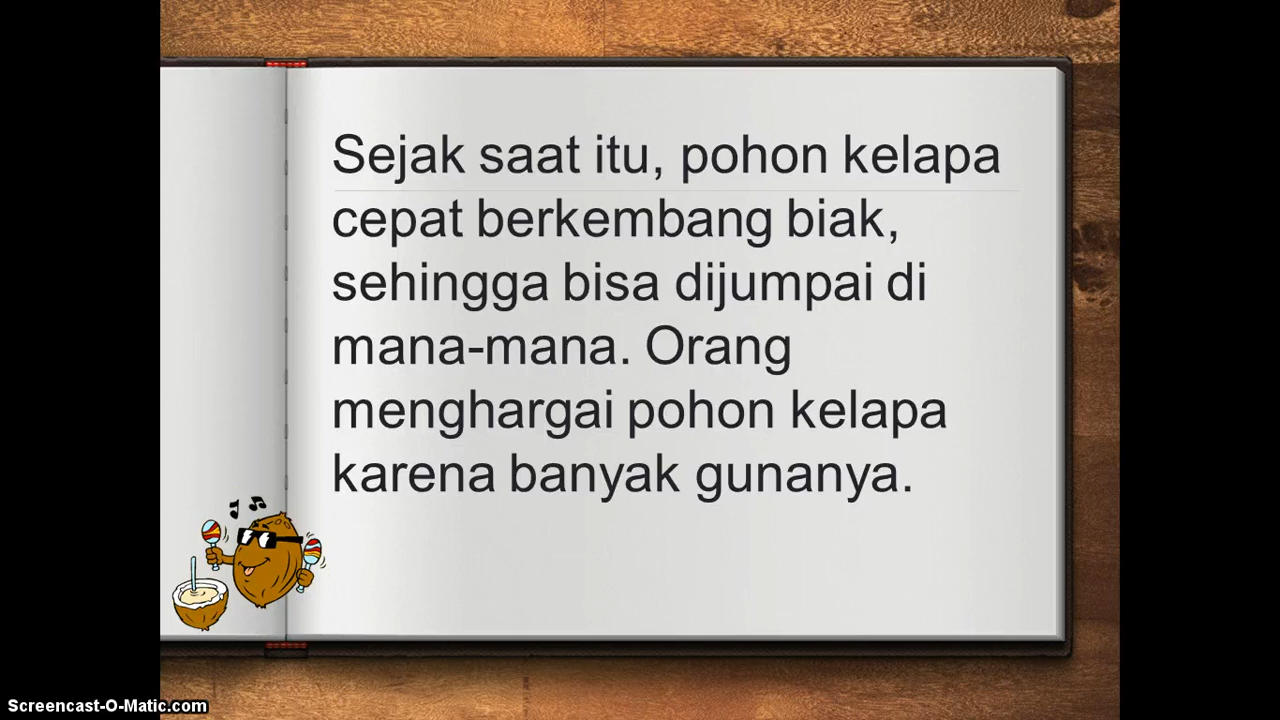 Sejak saat itu, pohon kelapa
cepat berkembang biak,
sehingga bisa dijumpai di
mana-mana. Orang
menghargai pohon kelapa
karena banyak gunanya.
Screencast-O-Matic.com